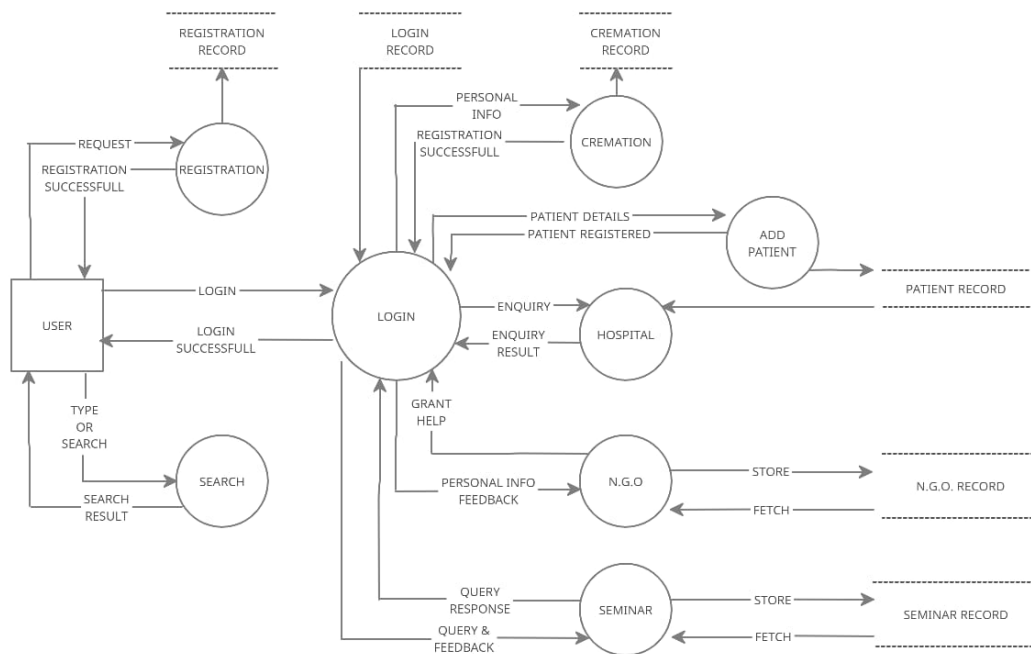 REGISTRATION
RECORD
LOGIN
RECORD
CREMATION
RECORD
PERSONAL
INFO
REQUEST
REGISTRATION
SUCCESSFULL
CREMATION
REGISTRATION
SUCCESSFULL
REGISTRATION
PATIENT DETAILS
PATIENT REGISTERED
ADD
PATIENT
LOGIN
PATIENT RECORD
ENQUIRY
LOGIN
USER
LOGIN
SUCCESSFULL
ENQUIRY
RESULT
HOSPITAL
TYPE
OR
SEARCH
GRANT
HELP
SEARCH
SEARCH
RESULT
PERSONAL INFO
FEEDBACK
N.G.O
STORE
FETCH
N.G.O. RECORD
QUERY
RESPONSE
SEMINAR
STORE
SEMINAR RECORD
QUERY &
FEEDBACK
FETCH